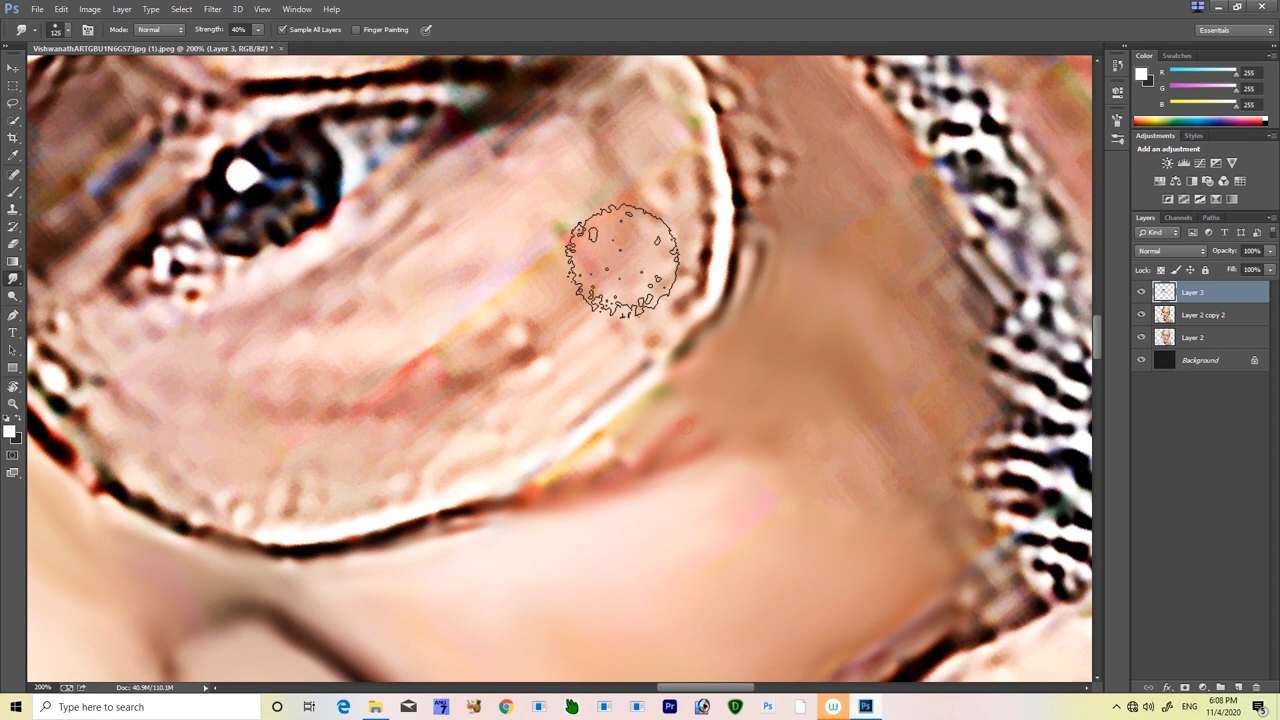 Ps File Edit Image Layer Type Select Filter 3D View Window Help
125 Mode: Normal Strength: 40% Sample All Layers Finger Painting Essentials
VishwanathARTGBU1N6GS73jpg (1).jpeg @ 200% (Layer 3, RGB/8#) *
Color Swatches
R 255
G 255
B 255
Adjustments Styles
Add an adjustment
Layers Channels Paths
Kind
Normal Opacity: 100%
Lock: Fill: 100%
Layer 3
Layer 2 copy 2
Layer 2
Background
200% Doc: 40.9M/110.1M
Type here to search
ENG 6:08 PM
11/4/2020